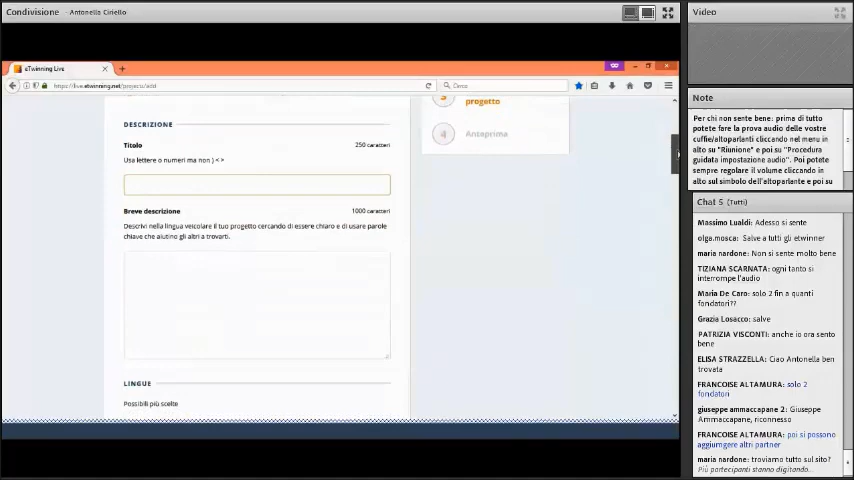 Condivisione - Antonella Ciriello
Video
eTwinning Live
https://live.etwinning.net/projects/add
Cerca
3
progetto
4
Anteprima
DESCRIZIONE
Titolo
250 caratteri
Usa lettere o numeri ma non ) < >
Breve descrizione
1000 caratteri
Descrivi nella lingua veicolare il tuo progetto cercando di essere chiaro e di usare parole
chiave che aiutino gli altri a trovarti.
LINGUE
Possibili più scelte
Note
Per chi non sente bene: prima di tutto
potete fare la prova audio delle vostre
cuffie/altoparlanti cliccando nel menu in
alto su "Riunione" e poi su "Procedura
guidata impostazione audio". Poi potete
sempre regolare il volume cliccando in
alto sul simbolo dell'altoparlante e poi su
Chat 5 (Tutti)
Massimo Lualdi: Adesso si sente
olga.mosca: Salve a tutti gli etwinner
maria nardone: Non si sente molto bene
TIZIANA SCARNATA: ogni tanto si
interrompe l'audio
Maria De Caro: solo 2 fin a quanti
fondatori??
Grazia Losacco: salve
PATRIZIA VISCONTI: anche io ora sento
bene
ELISA STRAZZELLA: Ciao Antonella ben
trovata
FRANCOISE ALTAMURA: solo 2
fondatori
giuseppe ammaccapane 2: Giuseppe
Ammaccapane, riconnesso
FRANCOISE ALTAMURA: poi si possono
aggiumgere altri partner
maria nardone: troviamo tutto sul sito?
Più partecipanti stanno digitando...